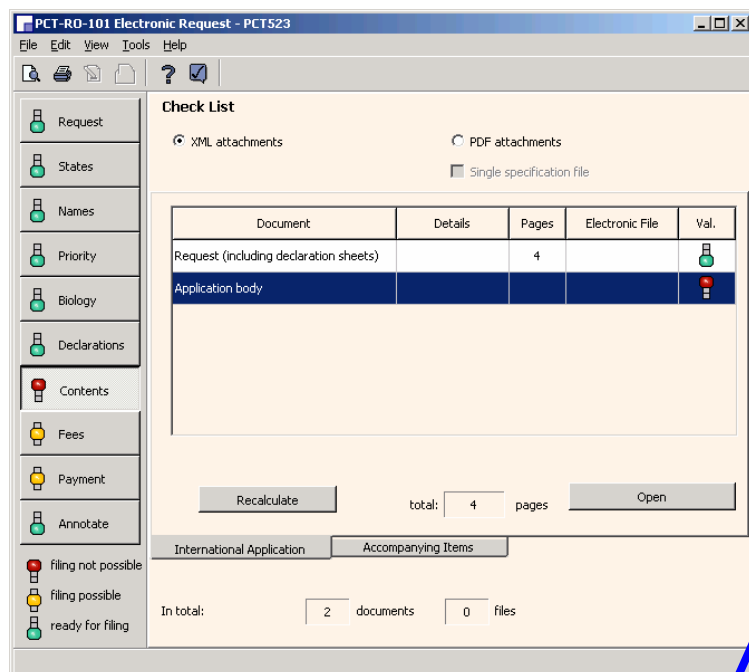 PCT-RO-101 Electronic Request - PCT523
File Edit View Tools Help
Check List
XML attachments PDF attachments
Single specification file
Request
States
Names
Priority
Biology
Declarations
Contents
Fees
Payment
Annotate
Document Details Pages Electronic File Val.
Request (including declaration sheets) 4
Application body
Recalculate total: 4 pages Open
International Application Accompanying Items
filing not possible
filing possible
ready for filing
In total: 2 documents 0 files